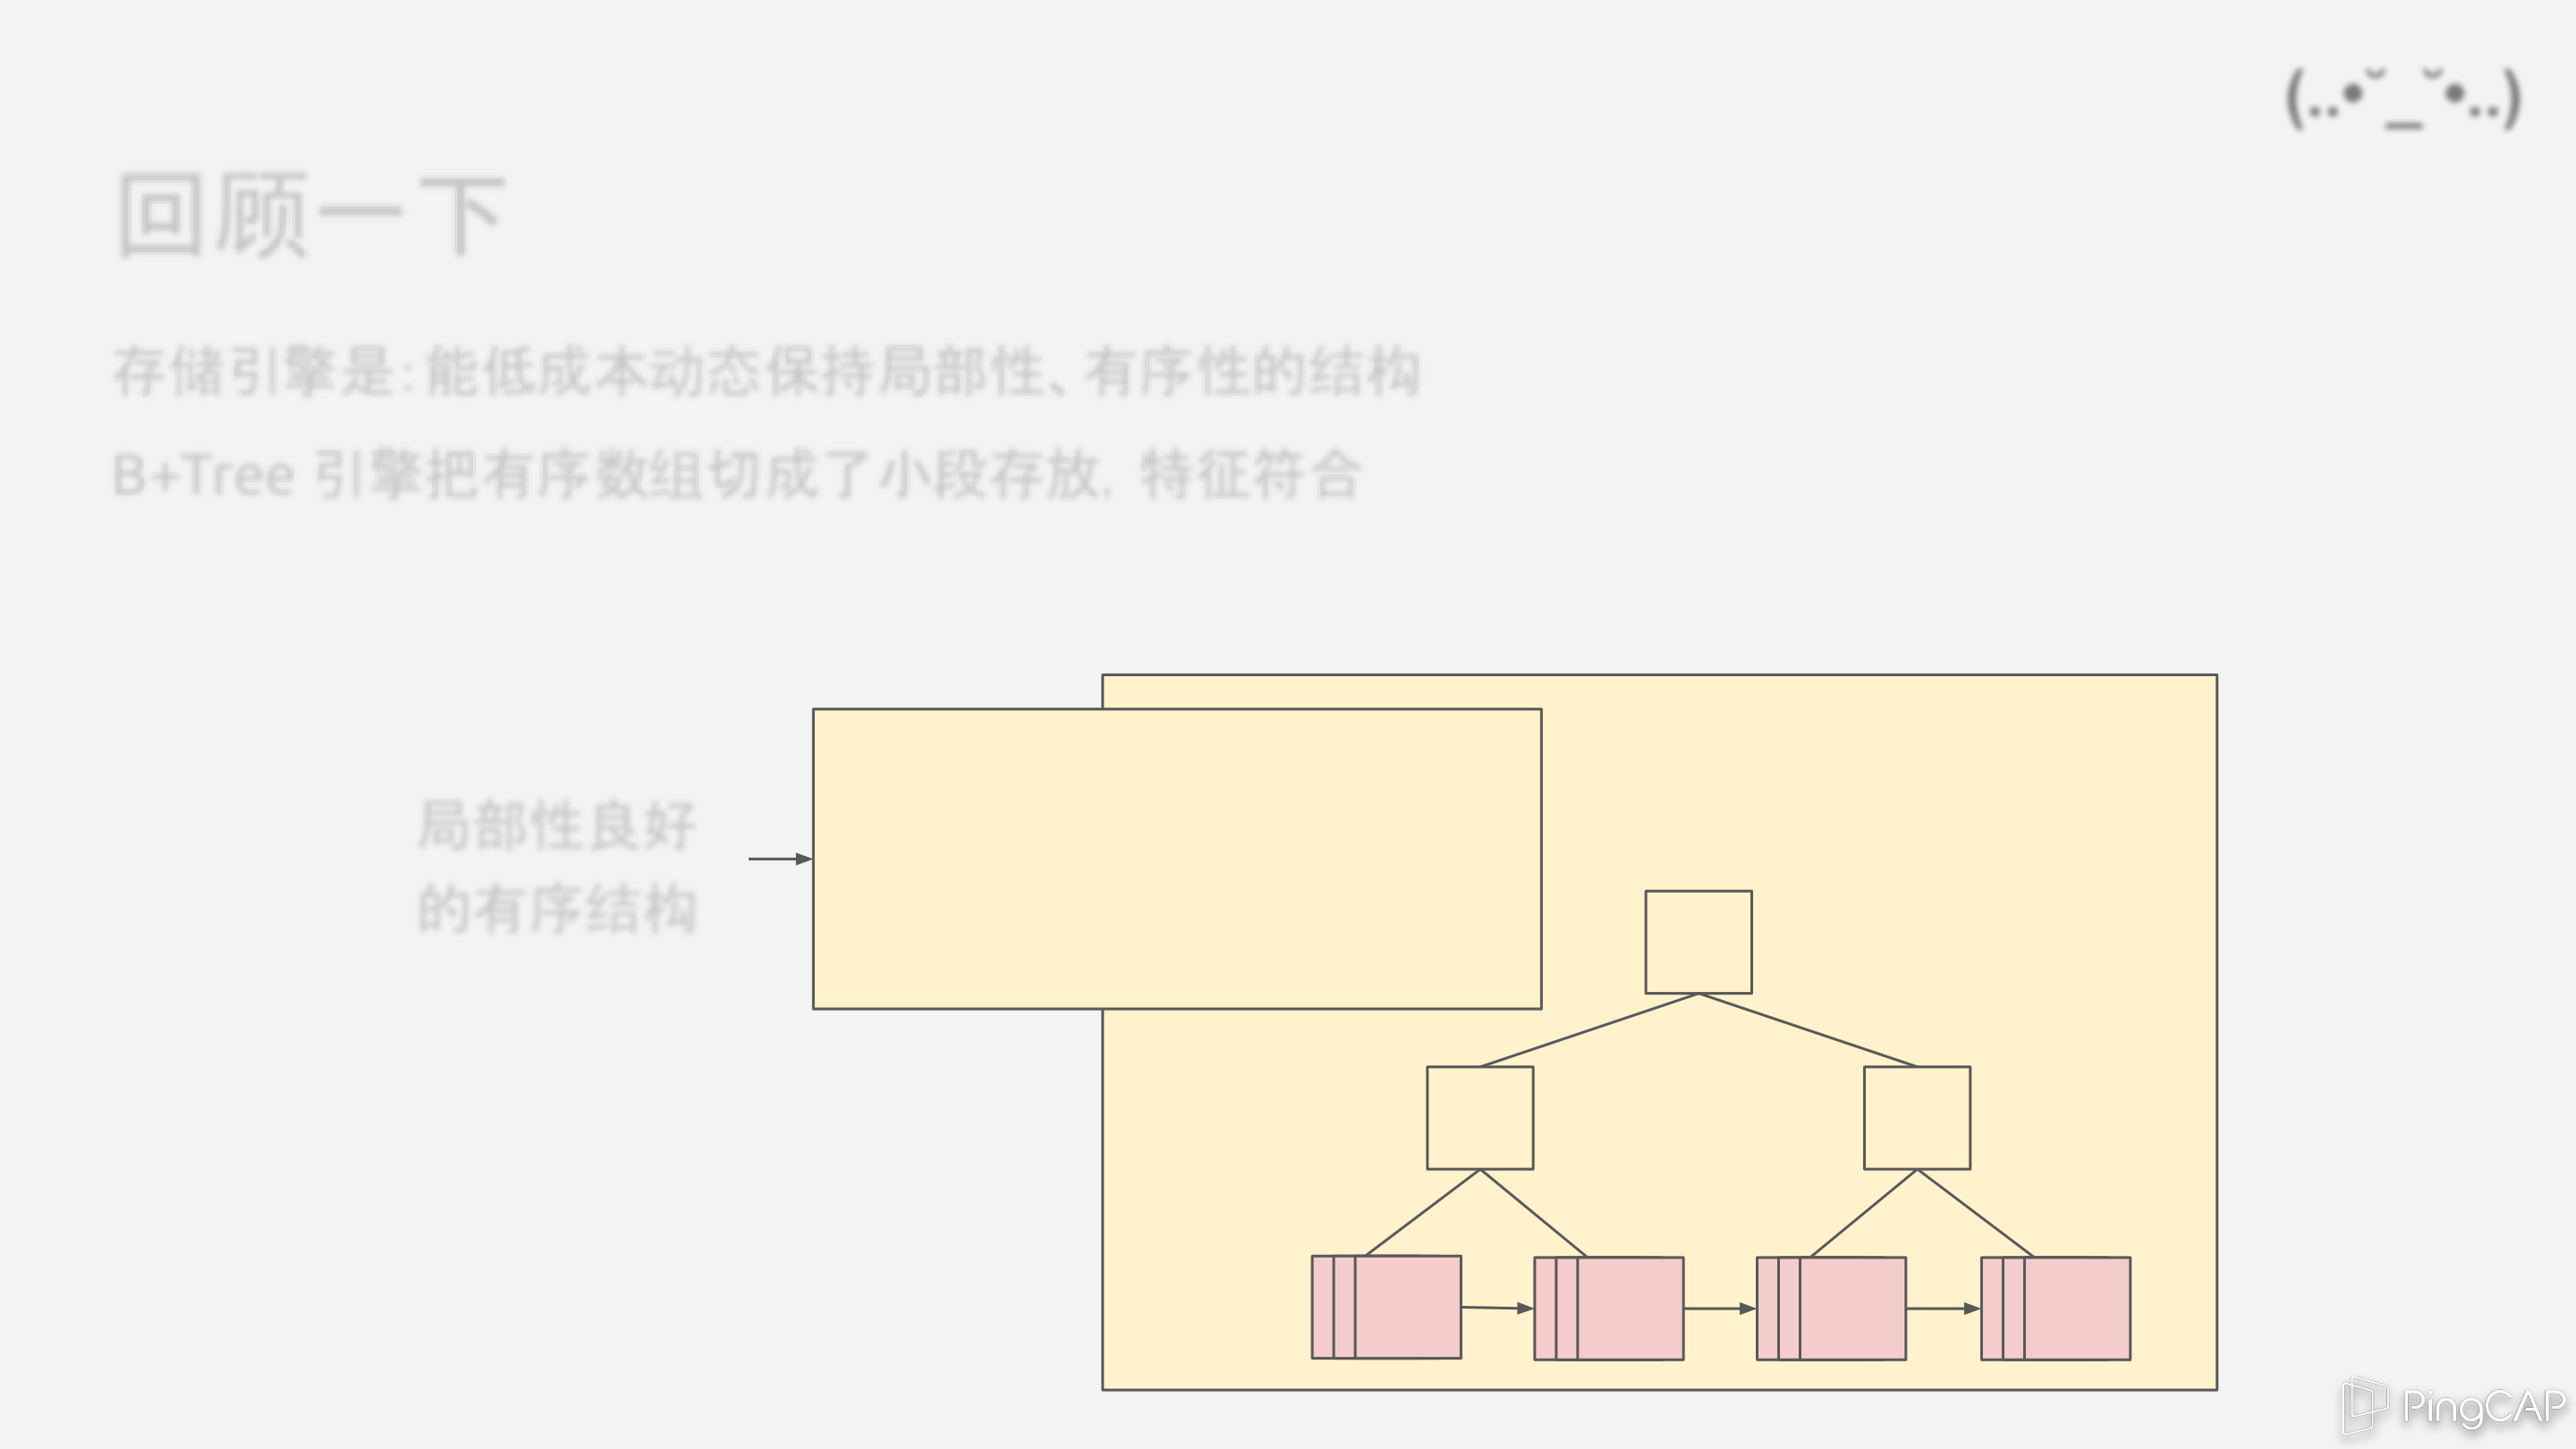 (..•˘_˘•..)
回顾一下
存储引擎是：能低成本动态保持局部性、有序性的结构
B+Tree 引擎把有序数组切成了小段存放，特征符合
局部性良好
的有序结构
PingCAP